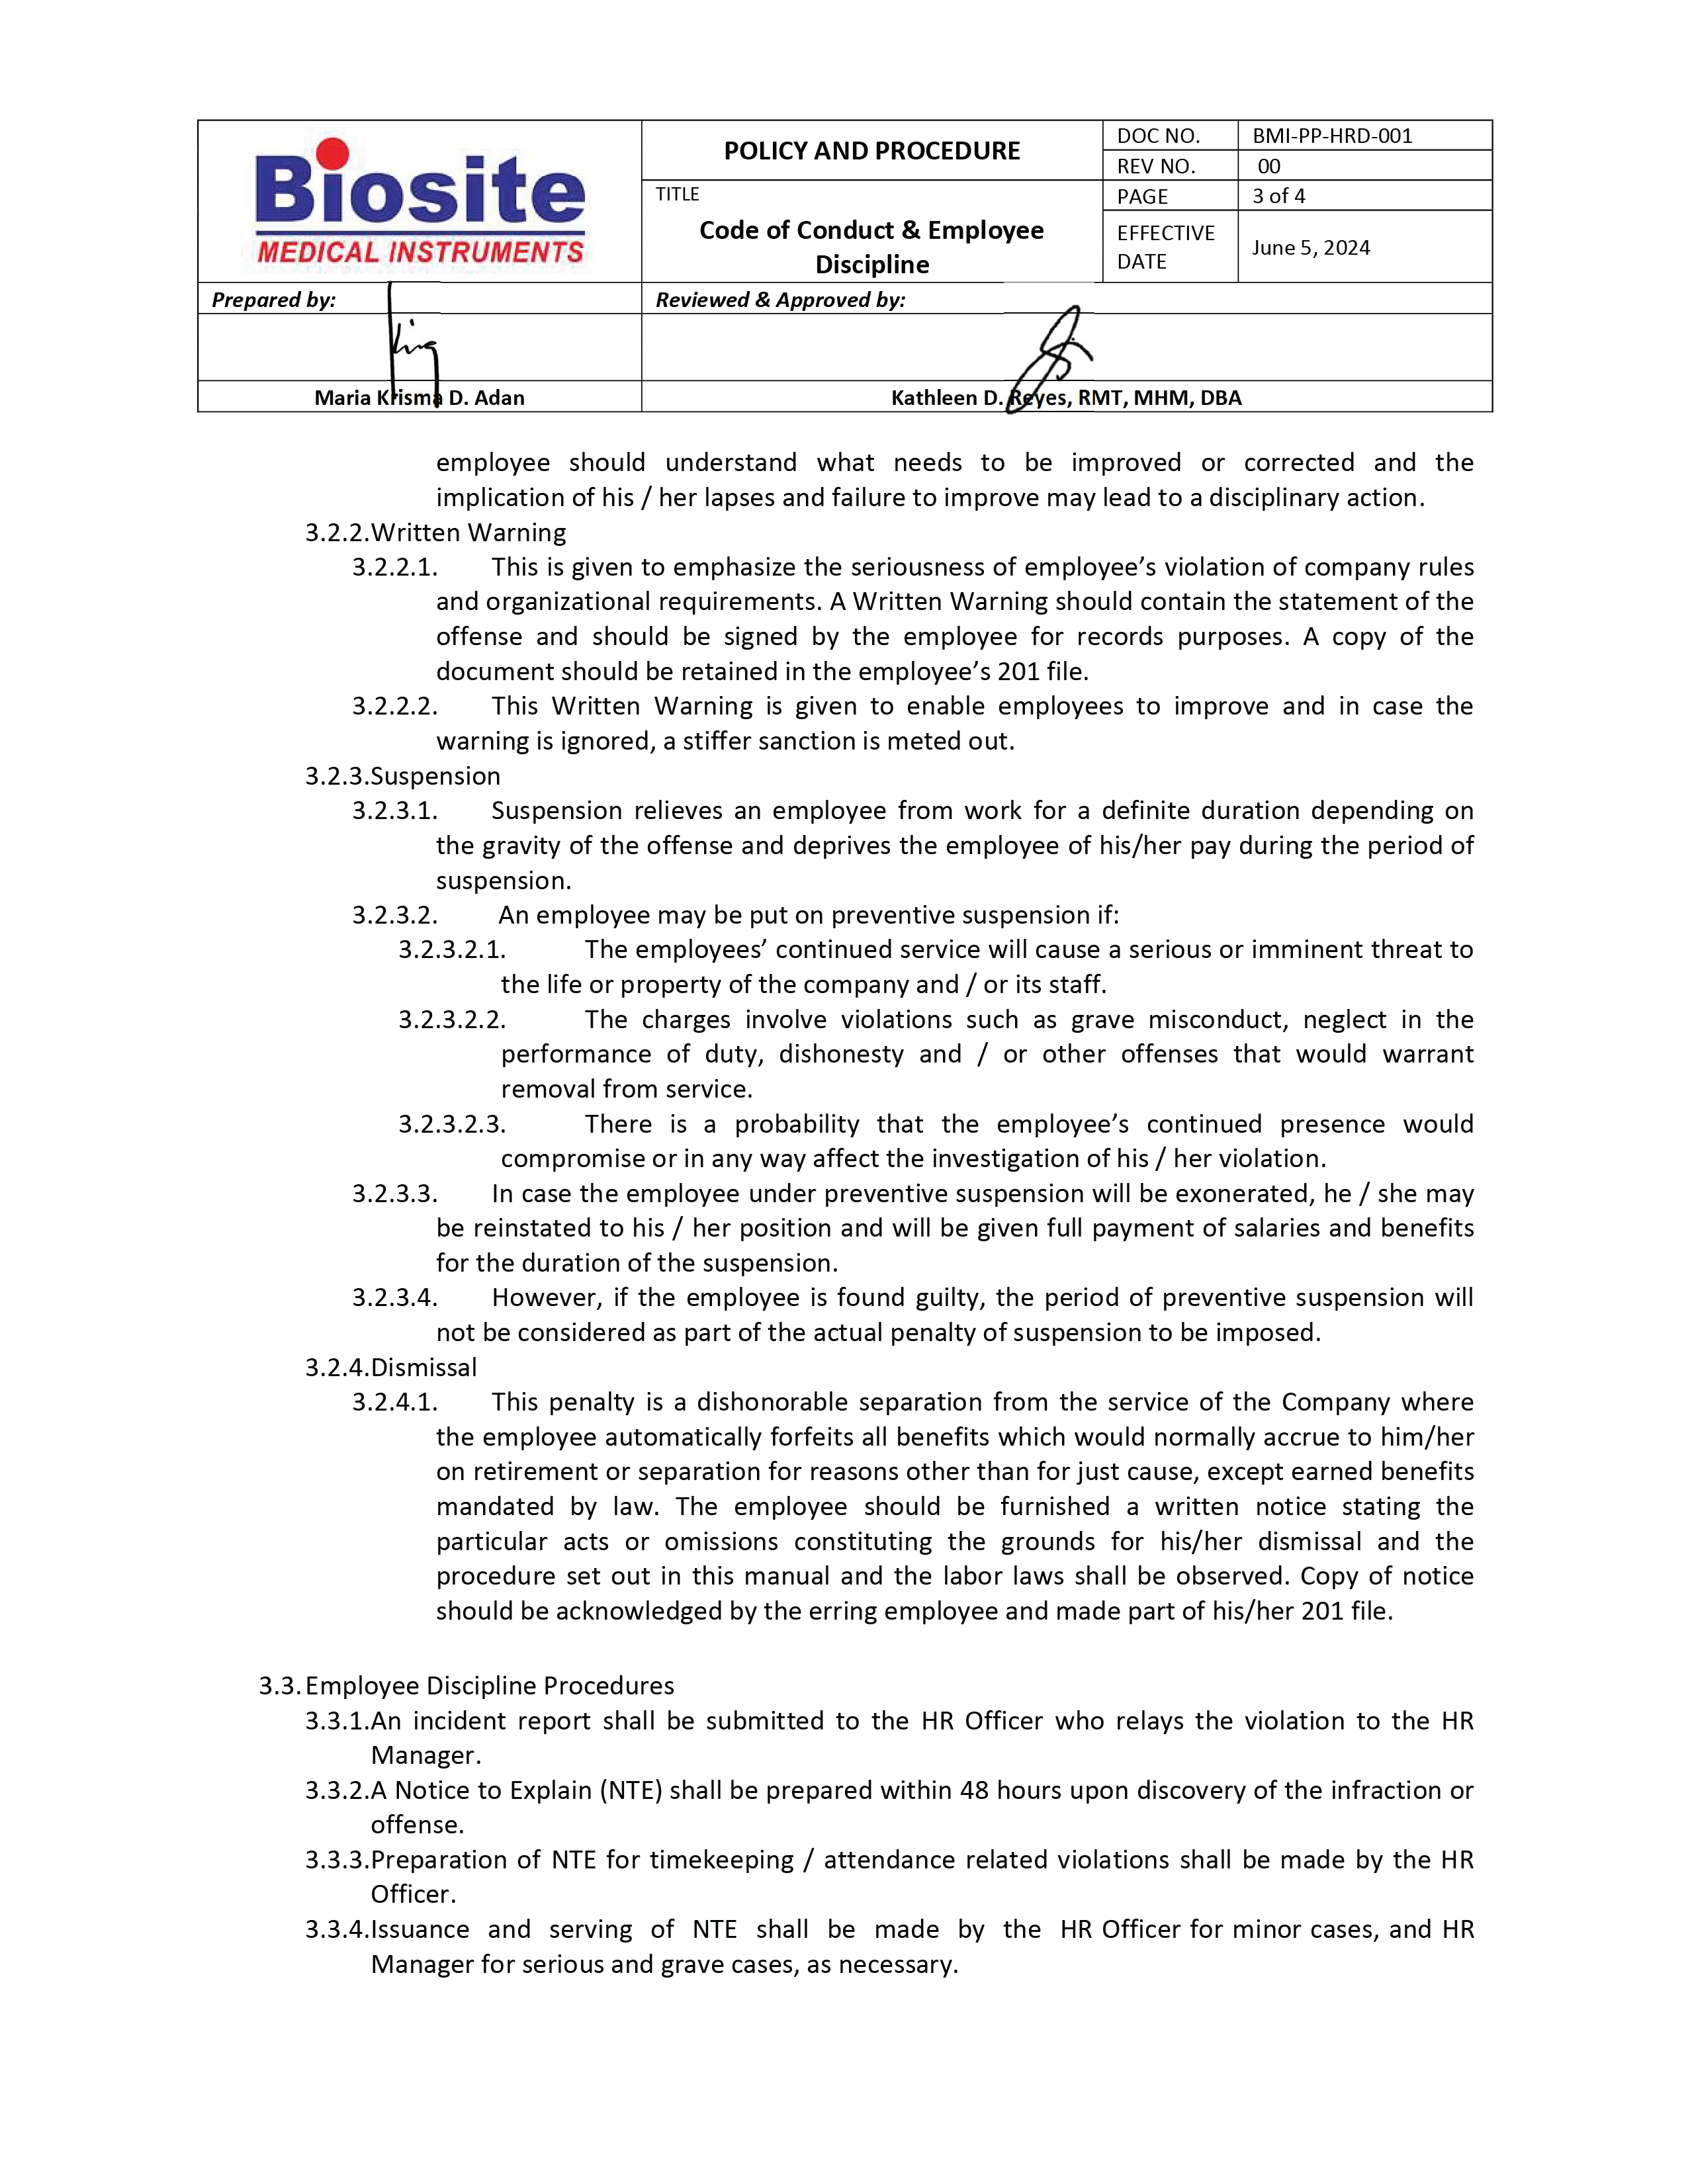 Biosite
MEDICAL INSTRUMENTS
POLICY AND PROCEDURE
DOC NO. BMI-PP-HRD-001
REV NO. 00
TITLE
Code of Conduct & Employee
Discipline
PAGE 3 of 4
EFFECTIVE
DATE
June 5, 2024
Prepared by:
Reviewed & Approved by:
Maria Krisma D. Adan
Kathleen D. Reyes, RMT, MHM, DBA
employee should understand what needs to be improved or corrected and the
implication of his / her lapses and failure to improve may lead to a disciplinary action.
3.2.2.Written Warning
3.2.2.1. This is given to emphasize the seriousness of employee’s violation of company rules
and organizational requirements. A Written Warning should contain the statement of the
offense and should be signed by the employee for records purposes. A copy of the
document should be retained in the employee’s 201 file.
3.2.2.2. This Written Warning is given to enable employees to improve and in case the
warning is ignored, a stiffer sanction is meted out.
3.2.3.Suspension
3.2.3.1. Suspension relieves an employee from work for a definite duration depending on
the gravity of the offense and deprives the employee of his/her pay during the period of
suspension.
3.2.3.2. An employee may be put on preventive suspension if:
3.2.3.2.1. The employees’ continued service will cause a serious or imminent threat to
the life or property of the company and / or its staff.
3.2.3.2.2. The charges involve violations such as grave misconduct, neglect in the
performance of duty, dishonesty and / or other offenses that would warrant
removal from service.
3.2.3.2.3. There is a probability that the employee’s continued presence would
compromise or in any way affect the investigation of his / her violation.
3.2.3.3. In case the employee under preventive suspension will be exonerated, he / she may
be reinstated to his / her position and will be given full payment of salaries and benefits
for the duration of the suspension.
3.2.3.4. However, if the employee is found guilty, the period of preventive suspension will
not be considered as part of the actual penalty of suspension to be imposed.
3.2.4.Dismissal
3.2.4.1. This penalty is a dishonorable separation from the service of the Company where
the employee automatically forfeits all benefits which would normally accrue to him/her
on retirement or separation for reasons other than for just cause, except earned benefits
mandated by law. The employee should be furnished a written notice stating the
particular acts or omissions constituting the grounds for his/her dismissal and the
procedure set out in this manual and the labor laws shall be observed. Copy of notice
should be acknowledged by the erring employee and made part of his/her 201 file.
3.3. Employee Discipline Procedures
3.3.1.An incident report shall be submitted to the HR Officer who relays the violation to the HR
Manager.
3.3.2.A Notice to Explain (NTE) shall be prepared within 48 hours upon discovery of the infraction or
offense.
3.3.3.Preparation of NTE for timekeeping / attendance related violations shall be made by the HR
Officer.
3.3.4.Issuance and serving of NTE shall be made by the HR Officer for minor cases, and HR
Manager for serious and grave cases, as necessary.